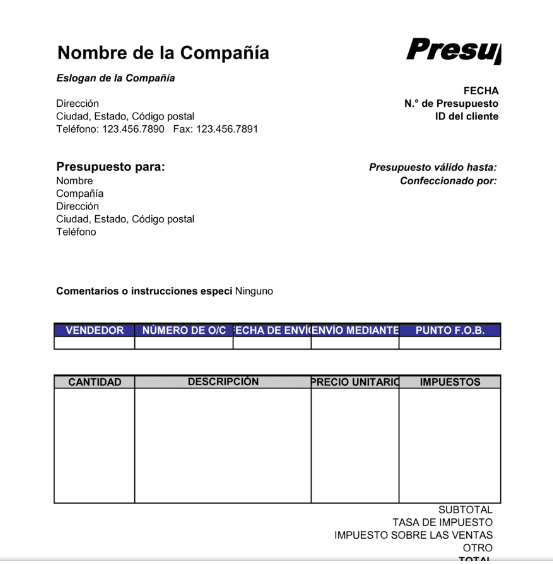 Nombre de la Compañía
Presu
Eslogan de la Compañía
FECHA
Dirección
N.° de Presupuesto
Ciudad, Estado, Código postal
ID del cliente
Teléfono: 123.456.7890 Fax: 123.456.7891
Presupuesto para:
Presupuesto válido hasta:
Nombre
Confeccionado por:
Compañía
Dirección
Ciudad, Estado, Código postal
Teléfono
Comentarios o instrucciones especi Ninguno
VENDEDOR NÚMERO DE O/C ECHA DE ENVÍ ENVÍO MEDIANTE PUNTO F.O.B.
CANTIDAD DESCRIPCIÓN PRECIO UNITARIO IMPUESTOS
SUBTOTAL
TASA DE IMPUESTO
IMPUESTO SOBRE LAS VENTAS
OTRO
TOTAL